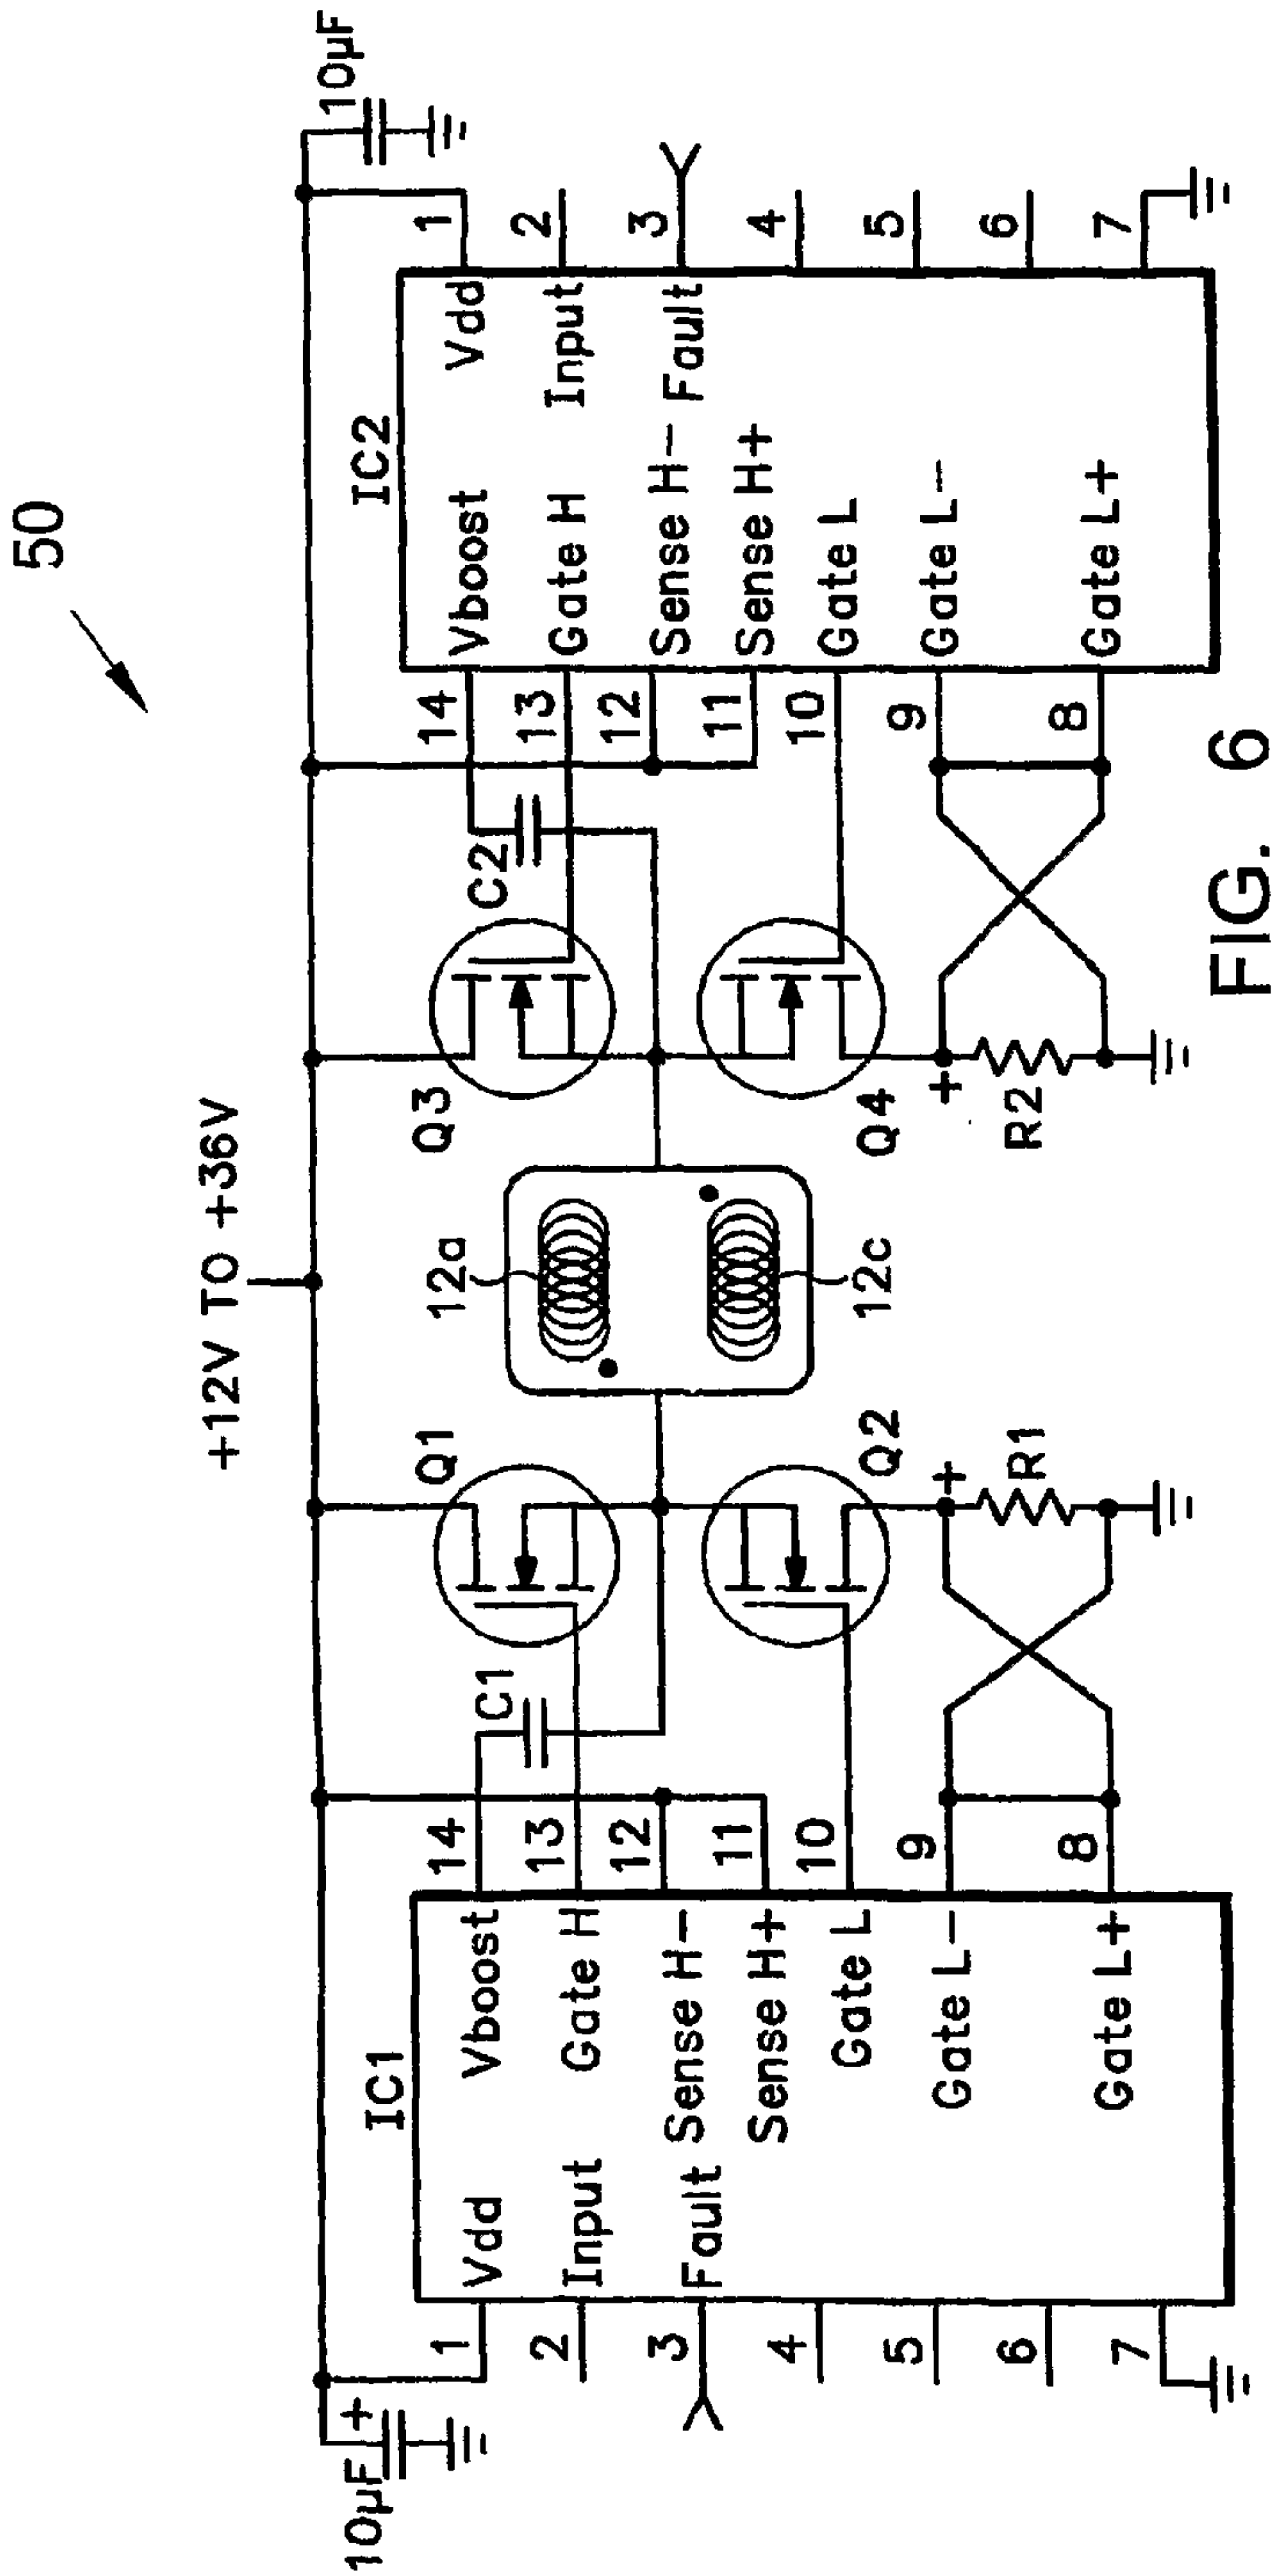 50
+12V TO +36V
10µF +
10µF
IC1
Vdd
Vboost
Input
Gate H
Fault
Sense H-
Sense H+
Gate L
Gate L-
Gate L+
1
2
3
4
5
6
7
14
13
12
11
10
9
8
C1
Q1
Q2
+
R1
12a
12c
Q3
Q4
+
R2
C2
IC2
Vboost
Vdd
Gate H
Input
Sense H-
Fault
Sense H+
Gate L
Gate L-
Gate L+
14
13
12
11
10
9
8
1
2
3
4
5
6
7
FIG. 6